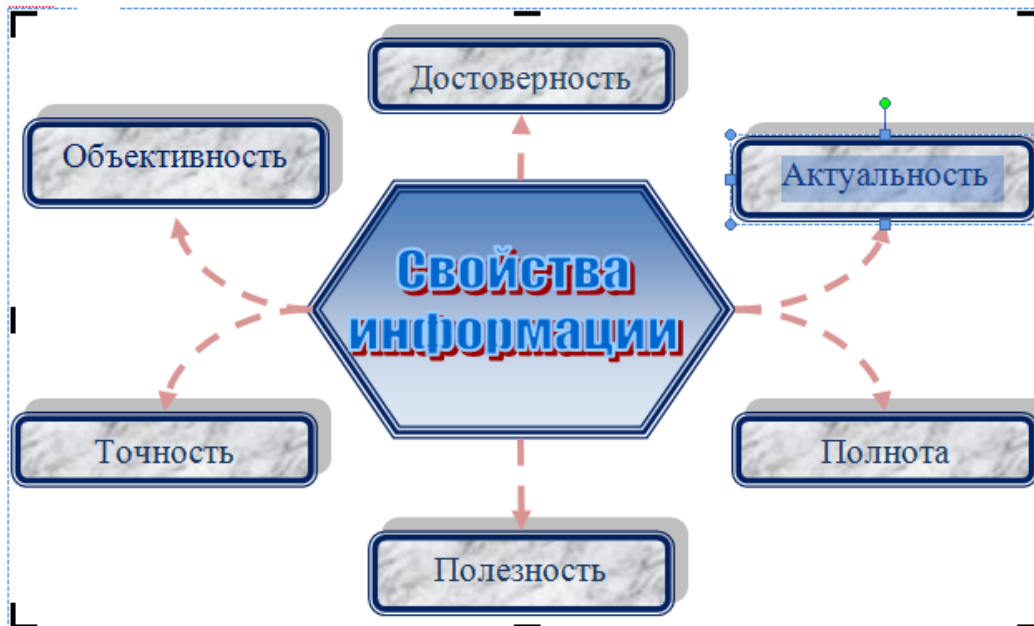 Достоверность
Объективность
Актуальность
Свойства
информации
Точность
Полнота
Полезность